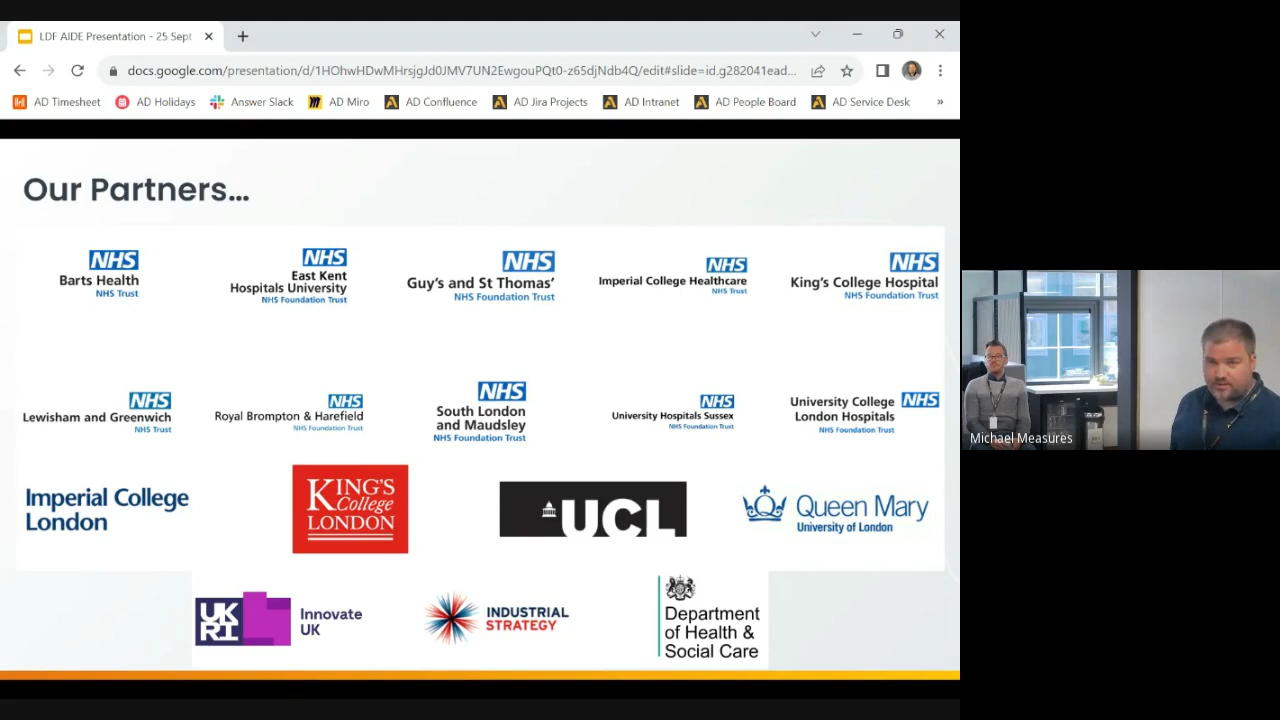 LDF AIDE Presentation - 25 Sept
docs.google.com/presentation/d/1HOhwHDwMHrsjgJd0JMV7UN2EwgouPQt0-z65djNdb4Q/edit#slide=id.g282041ead...
AD Timesheet
AD Holidays
Answer Slack
AD Miro
AD Confluence
AD Jira Projects
AD Intranet
AD People Board
AD Service Desk
»
Our Partners...
NHS
Barts Health
NHS Trust
NHS
East Kent
Hospitals University
NHS Foundation Trust
NHS
Guy's and St Thomas'
NHS Foundation Trust
NHS
Imperial College Healthcare
NHS Trust
NHS
King's College Hospital
NHS Foundation Trust
NHS
Lewisham and Greenwich
NHS Trust
NHS
Royal Brompton & Harefield
NHS Foundation Trust
NHS
South London
and Maudsley
NHS Foundation Trust
NHS
University Hospitals Sussex
NHS Foundation Trust
University College NHS
London Hospitals
NHS Foundation Trust
Imperial College
London
KING'S
College
LONDON
UCL
Queen Mary
University of London
UK
RI
Innovate
UK
INDUSTRIAL
STRATEGY
Department
of Health &
Social Care
Michael Measures